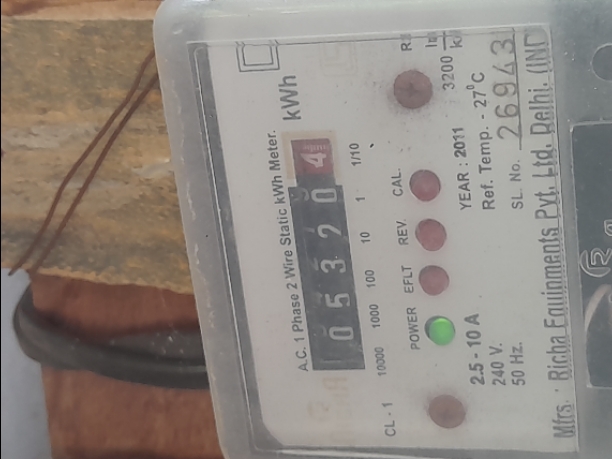 A.C. 1 Phase 2 Wire Static kWh Meter.
kWh
0 5 3 2 0 4
10000 1000 100 10 1 1/10
CL - 1
POWER EFLT REV. CAL.
2.5 - 10 A
240 V.
50 Hz.
3200
YEAR : 2011
Ref. Temp. - 27°C
SL. No. 26943
Mfrs. : Richa Equipments Pvt. Ltd. Delhi. (IND